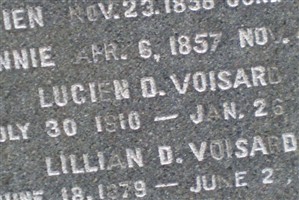 IEN NOV. 23. 1838
NNIE APR. 6, 1857 NOV.
LUCIEN D. VOISARD
ULY 30 1910 — JAN. 26
LILLIAN D. VOISARD
JUNE 18, 1879 — JUNE 2